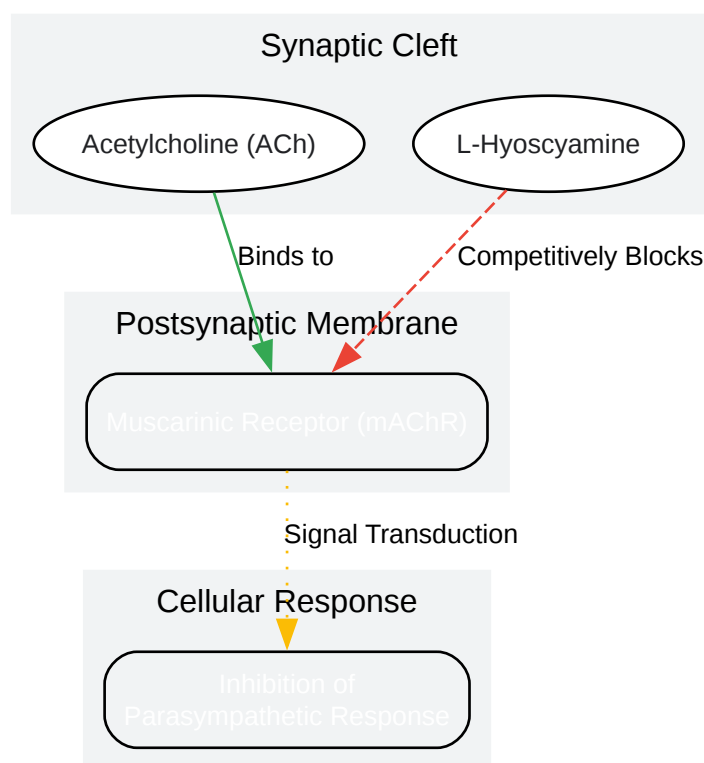 Synaptic Cleft
Acetylcholine (ACh)
L-Hyoscyamine
Binds to
Competitively Blocks
Postsynaptic Membrane
Muscarinic Receptor (mAChR)
Signal Transduction
Cellular Response
Inhibition of
Parasympathetic Response